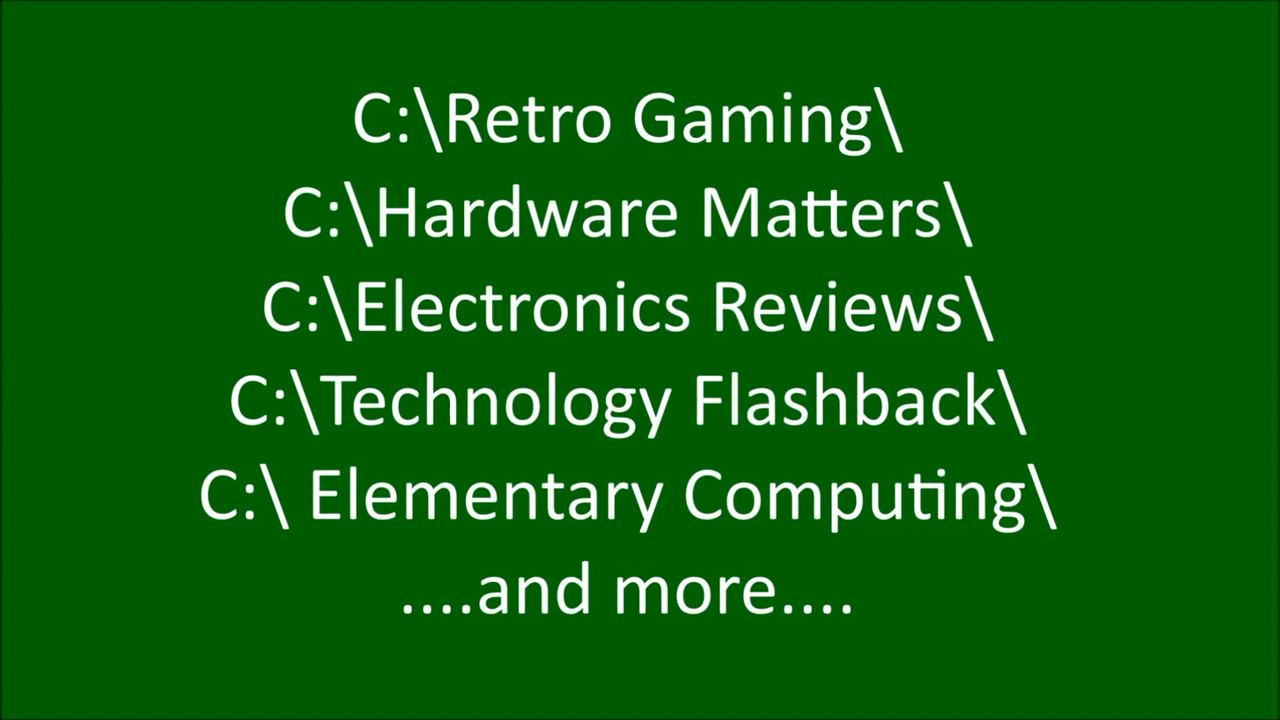 C:\Retro Gaming\
C:\Hardware Matters\
C:\Electronics Reviews\
C:\Technology Flashback\
C:\ Elementary Computing\
....and more....